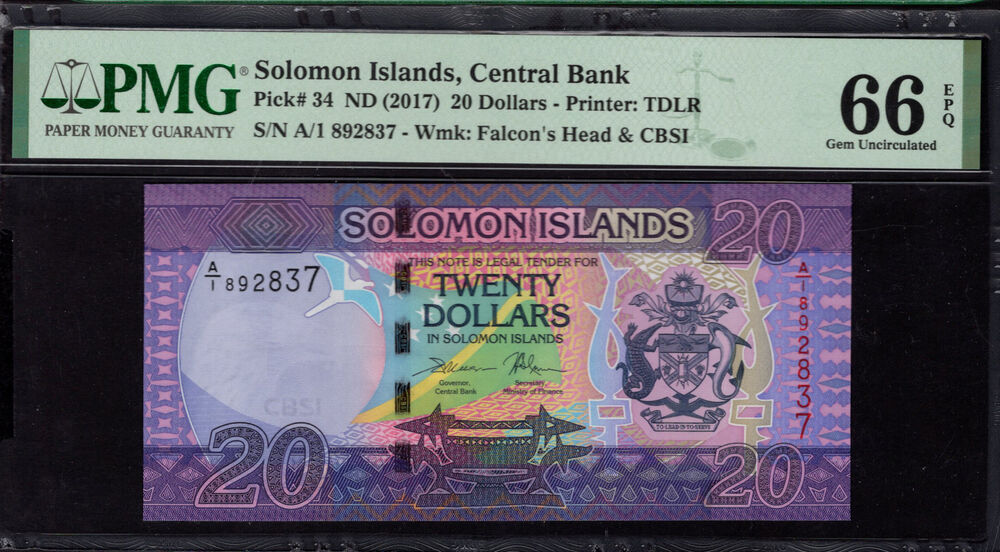 PMG®
PAPER MONEY GUARANTY
Solomon Islands, Central Bank
Pick# 34 ND (2017) 20 Dollars - Printer: TDLR
S/N A/1 892837 - Wmk: Falcon's Head & CBSI
66 EPQ
Gem Uncirculated
SOLOMON ISLANDS
20
A/1 892837
THIS NOTE IS LEGAL TENDER FOR
TWENTY
DOLLARS
IN SOLOMON ISLANDS
Governor,
Central Bank
Secretary,
Ministry of Finance
CBSI
A/1 892837
TO LEAD IS TO SERVE
20
20